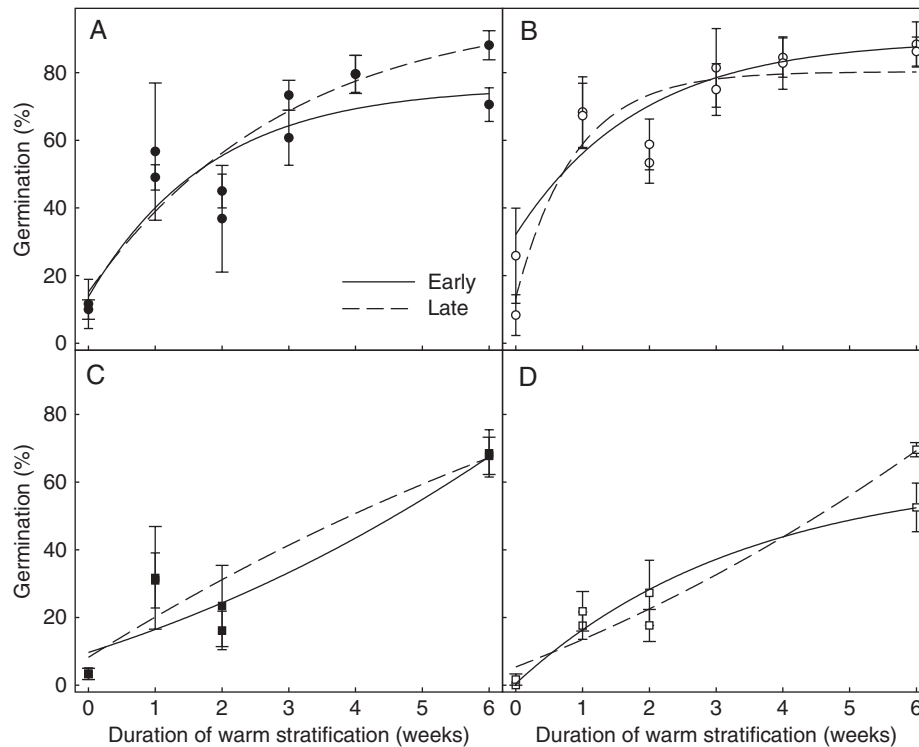 A
B
Germination (%)
80
60
40
20
0
Early
Late
C
D
Germination (%)
80
60
40
20
0
0 1 2 3 4 5 6
0 1 2 3 4 5 6
Duration of warm stratification (weeks)
Duration of warm stratification (weeks)